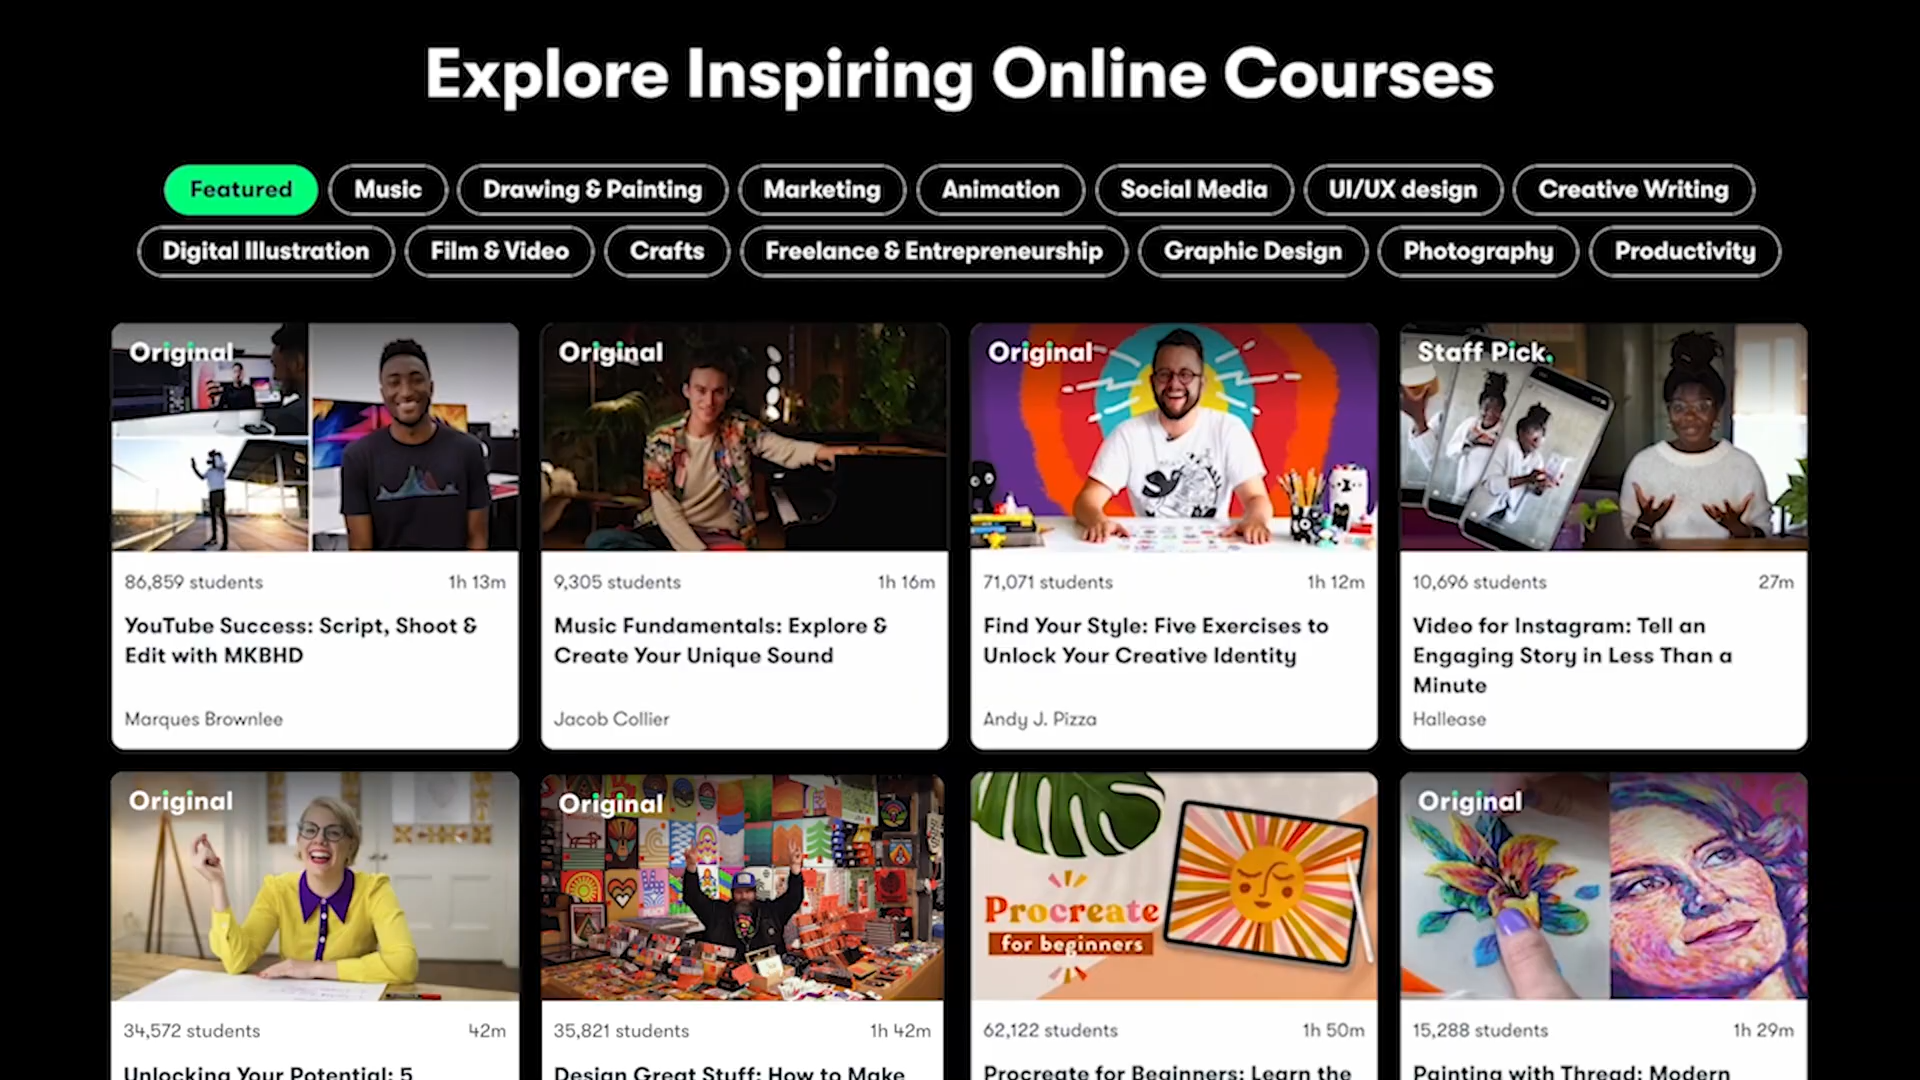 Explore Inspiring Online Courses
Featured
Music
Drawing & Painting
Marketing
Animation
Social Media
UI/UX design
Creative Writing
Digital Illustration
Film & Video
Crafts
Freelance & Entrepreneurship
Graphic Design
Photography
Productivity
Original
86,859 students
1h 13m
YouTube Success: Script, Shoot &
Edit with MKBHD
Marques Brownlee
Original
9,305 students
1h 16m
Music Fundamentals: Explore &
Create Your Unique Sound
Jacob Collier
Original
71,071 students
1h 12m
Find Your Style: Five Exercises to
Unlock Your Creative Identity
Andy J. Pizza
Staff Pick.
10,696 students
27m
Video for Instagram: Tell an
Engaging Story in Less Than a
Minute
Hallease
Original
34,572 students
42m
Unlocking Your Potential: 5
Original
35,821 students
1h 42m
Design Great Stuff: How to Make
Procreate
for beginners
62,122 students
1h 50m
Procreate for Beginners: Learn the
Original
15,288 students
1h 29m
Painting with Thread: Modern